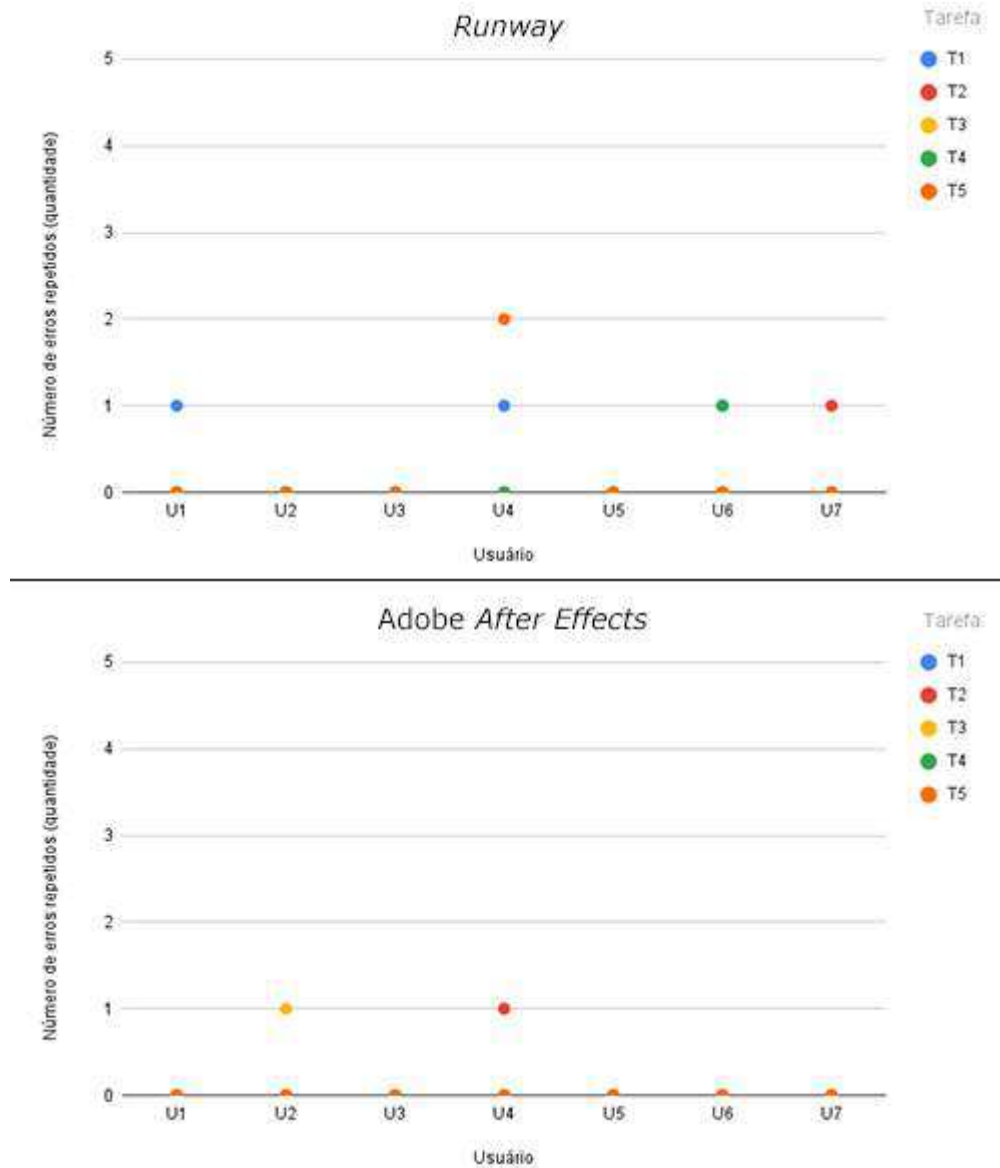 Runway
Tarefa
T1
T2
T3
T4
T5
Número de erros repetidos (quantidade)
5
4
3
2
1
0
U1 U2 U3 U4 U5 U6 U7
Usuário
Adobe After Effects
Tarefa
T1
T2
T3
T4
T5
Número de erros repetidos (quantidade)
5
4
3
2
1
0
U1 U2 U3 U4 U5 U6 U7
Usuário